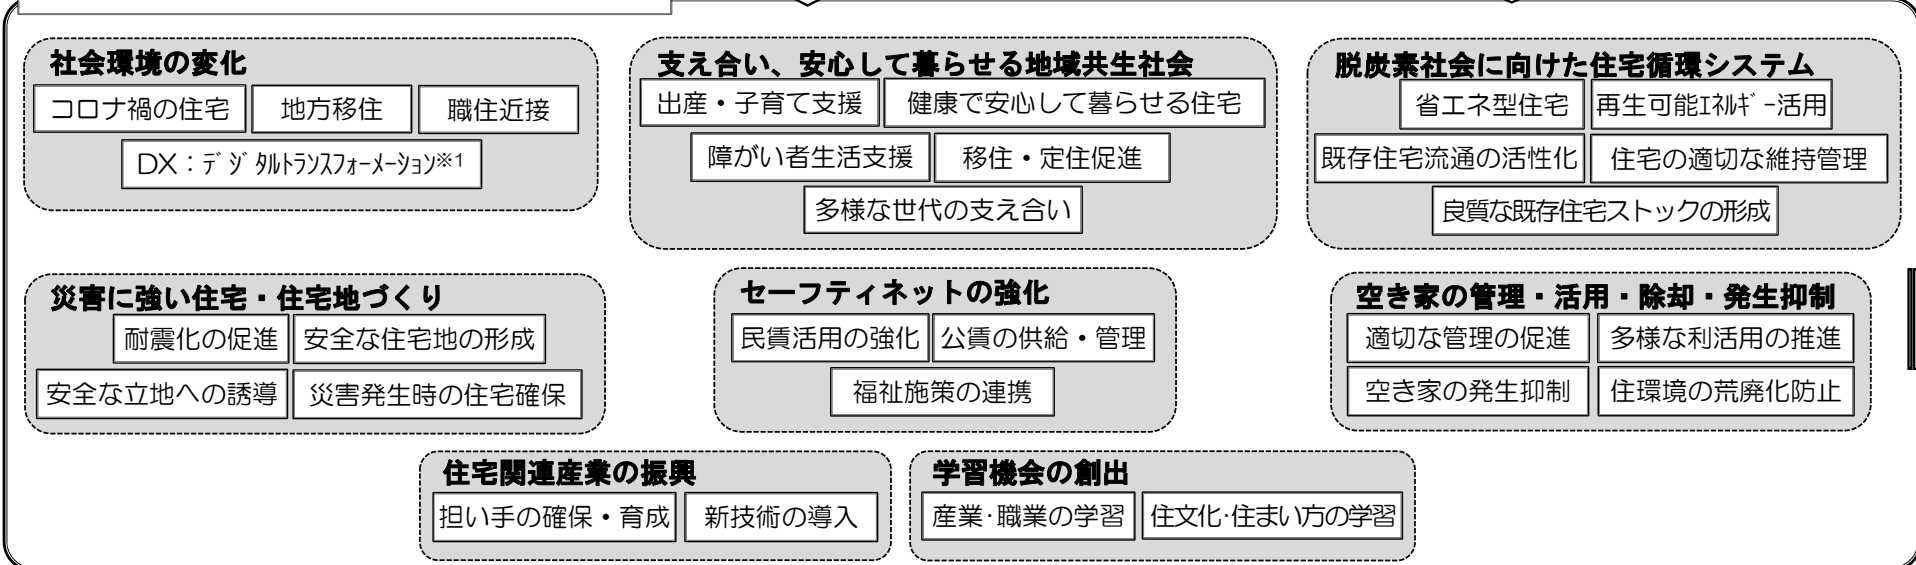 社会環境の変化
コロナ禍の住宅
地方移住
職住近接
DX：ﾃﾞｼﾞﾀﾙﾄﾗﾝｽﾌｫｰﾒｰｼｮﾝ※1
支え合い、安心して暮らせる地域共生社会
出産・子育て支援
健康で安心して暮らせる住宅
障がい者生活支援
移住・定住促進
多様な世代の支え合い
脱炭素社会に向けた住宅循環システム
省エネ型住宅
再生可能ｴﾈﾙｷﾞｰ活用
既存住宅流通の活性化
住宅の適切な維持管理
良質な既存住宅ストックの形成
災害に強い住宅・住宅地づくり
耐震化の促進
安全な住宅地の形成
安全な立地への誘導
災害発生時の住宅確保
セーフティネットの強化
民賃活用の強化
公賃の供給・管理
福祉施策の連携
空き家の管理・活用・除却・発生抑制
適切な管理の促進
多様な利活用の推進
空き家の発生抑制
住環境の荒廃化防止
住宅関連産業の振興
担い手の確保・育成
新技術の導入
学習機会の創出
産業・職業の学習
住文化・住まい方の学習